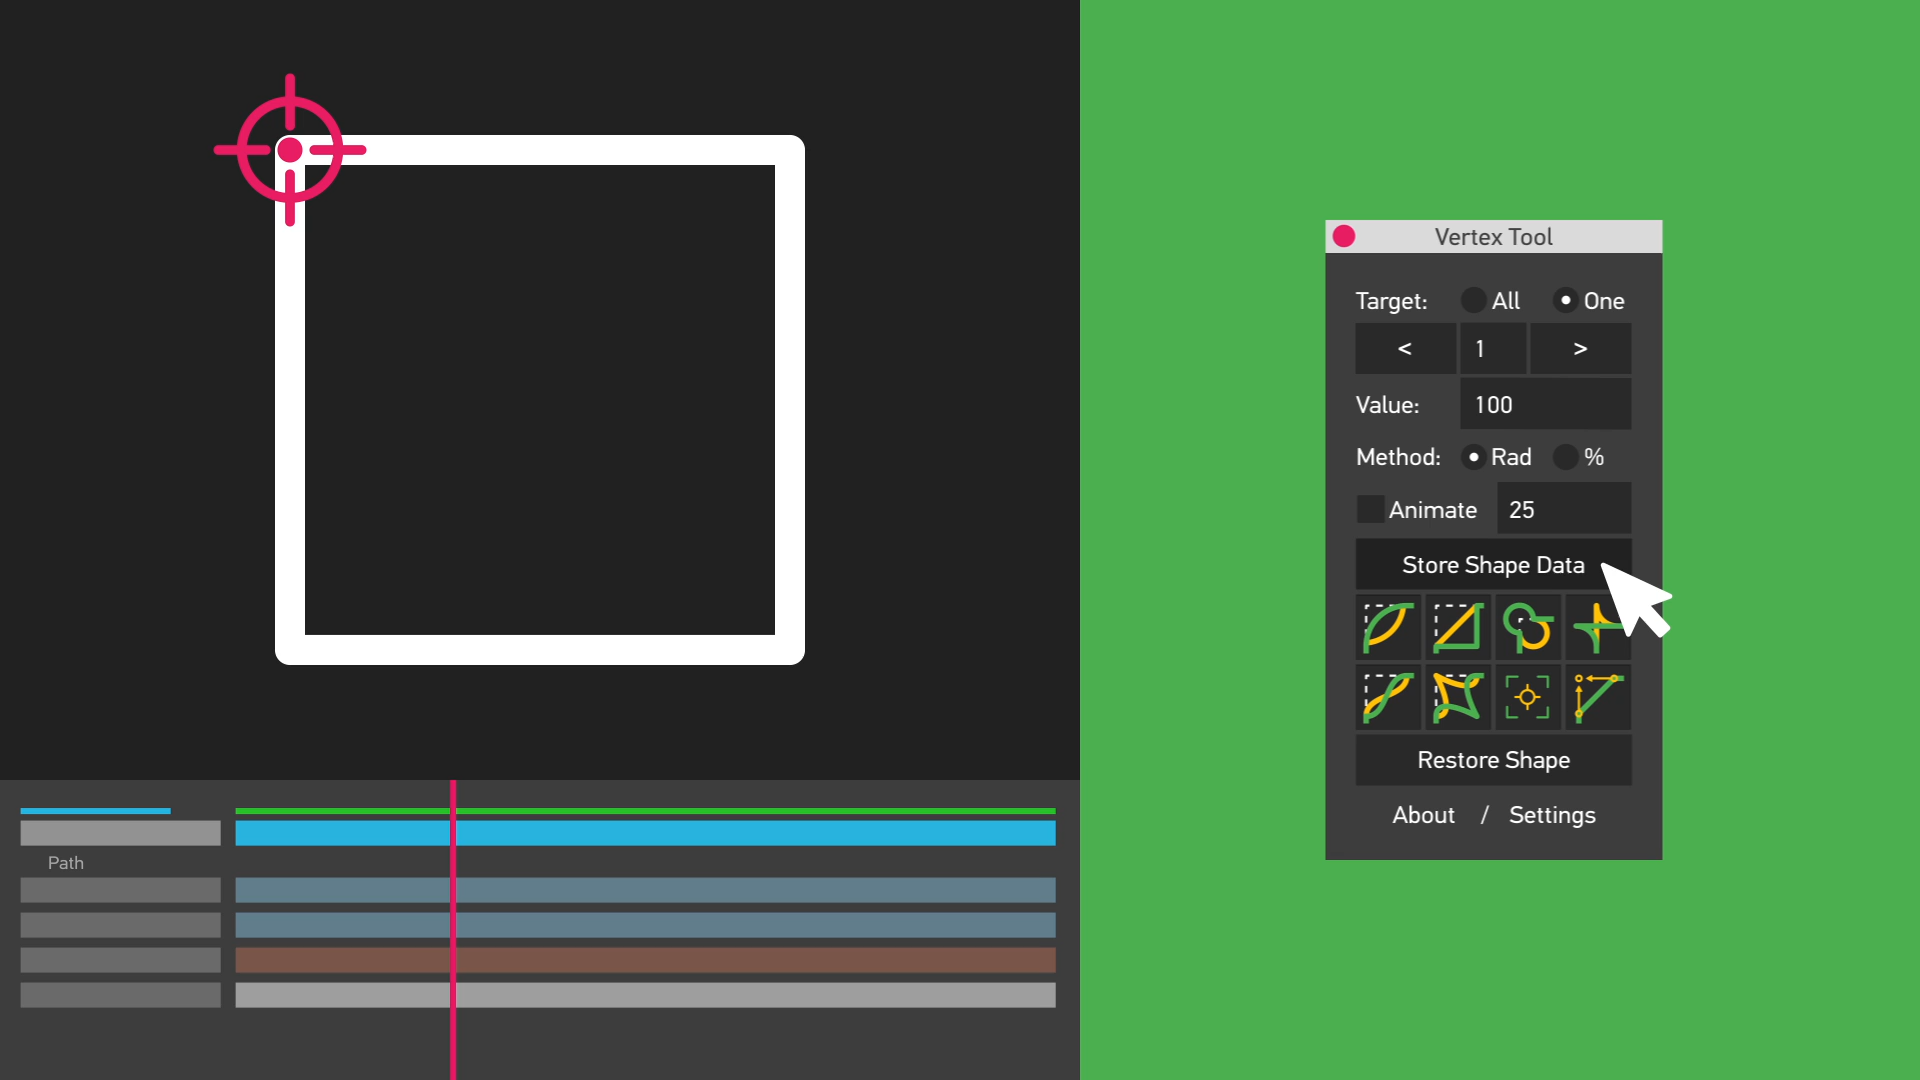 Vertex Tool
Target: All One
< 1 >
Value: 100
Method: Rad %
Animate 25
Store Shape Data
Restore Shape
About / Settings
Path